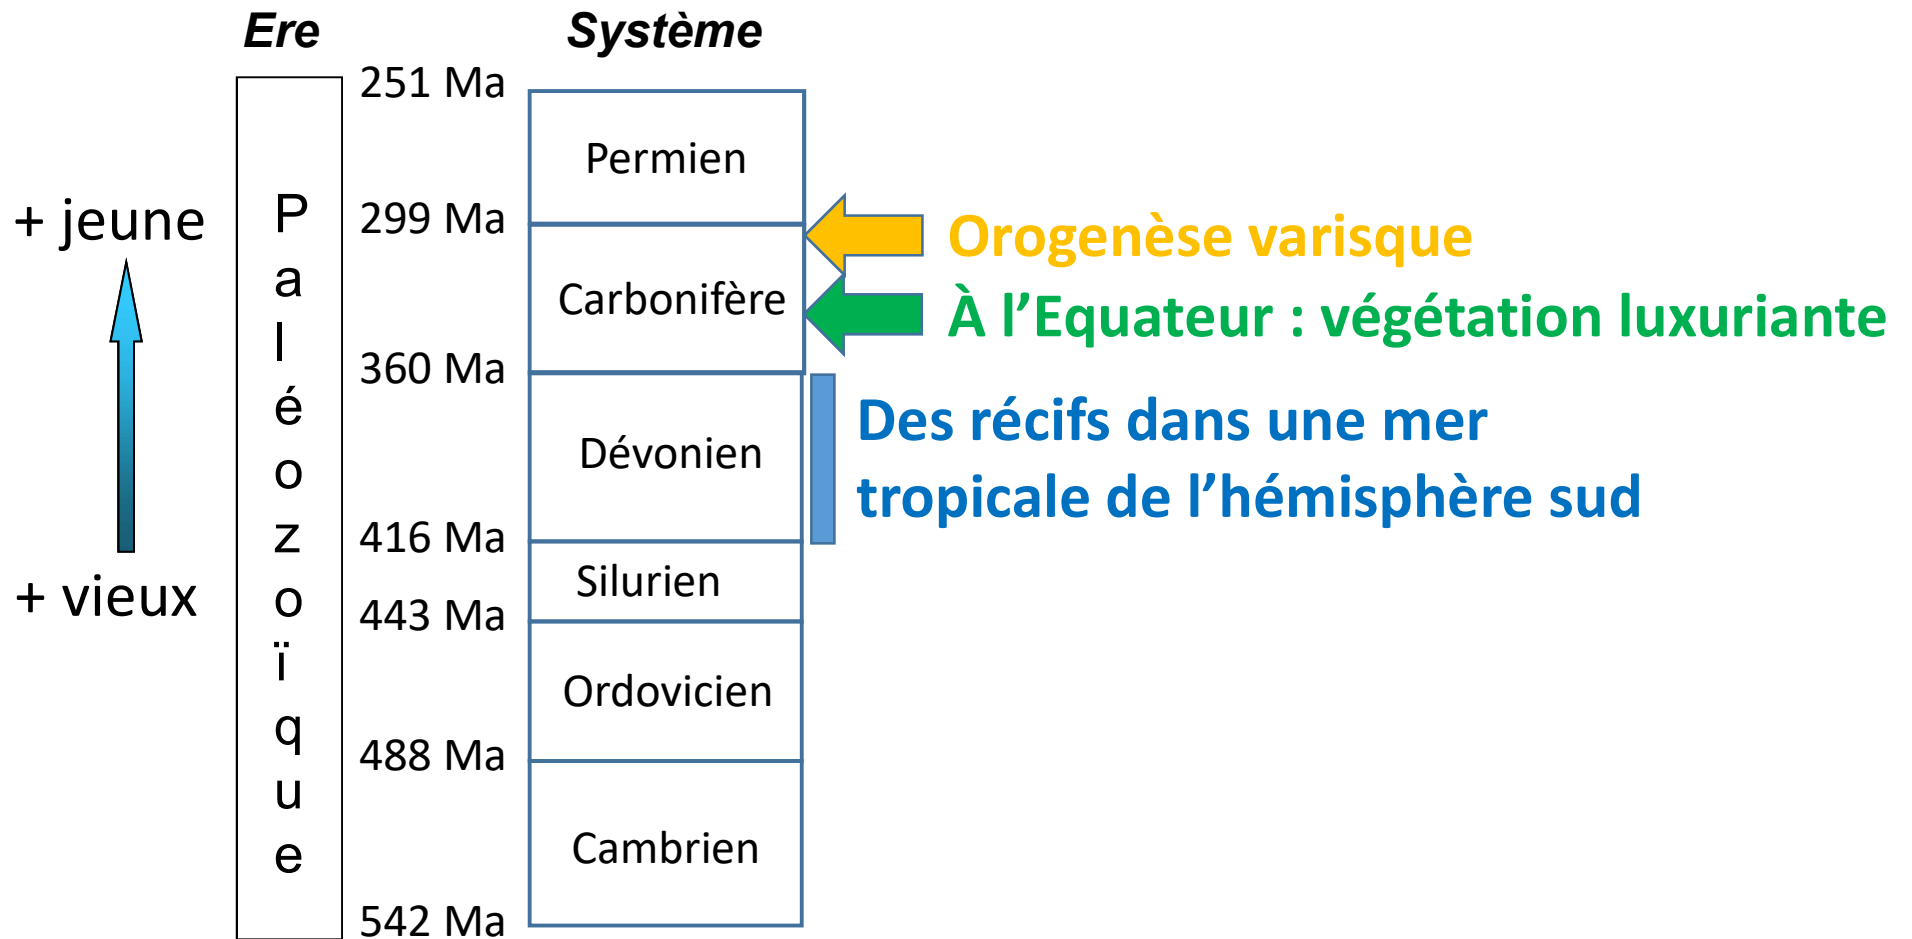 Ere
Système
251 Ma
Permien
+ jeune
299 Ma
Orogenèse varisque
Carbonifère
À l’Equateur : végétation luxuriante
360 Ma
Des récifs dans une mer
tropicale de l’hémisphère sud
Dévonien
416 Ma
Silurien
+ vieux
443 Ma
Ordovicien
488 Ma
Cambrien
542 Ma
Paléozoïque